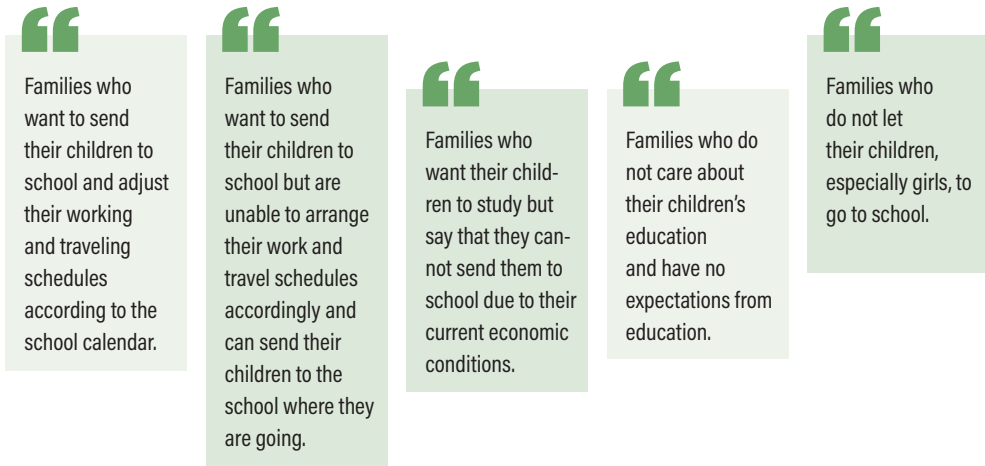 Families who
want to send
their children to
school and adjust
their working
and traveling
schedules
according to the
school calendar.
Families who
want to send
their children to
school but are
unable to arrange
their work and
travel schedules
accordingly and
can send their
children to the
school where they
are going.
Families who
want their child-
ren to study but
say that they can-
not send them to
school due to their
current economic
conditions.
Families who do
not care about
their children's
education
and have no
expectations from
education.
Families who
do not let
their children,
especially girls, to
go to school.